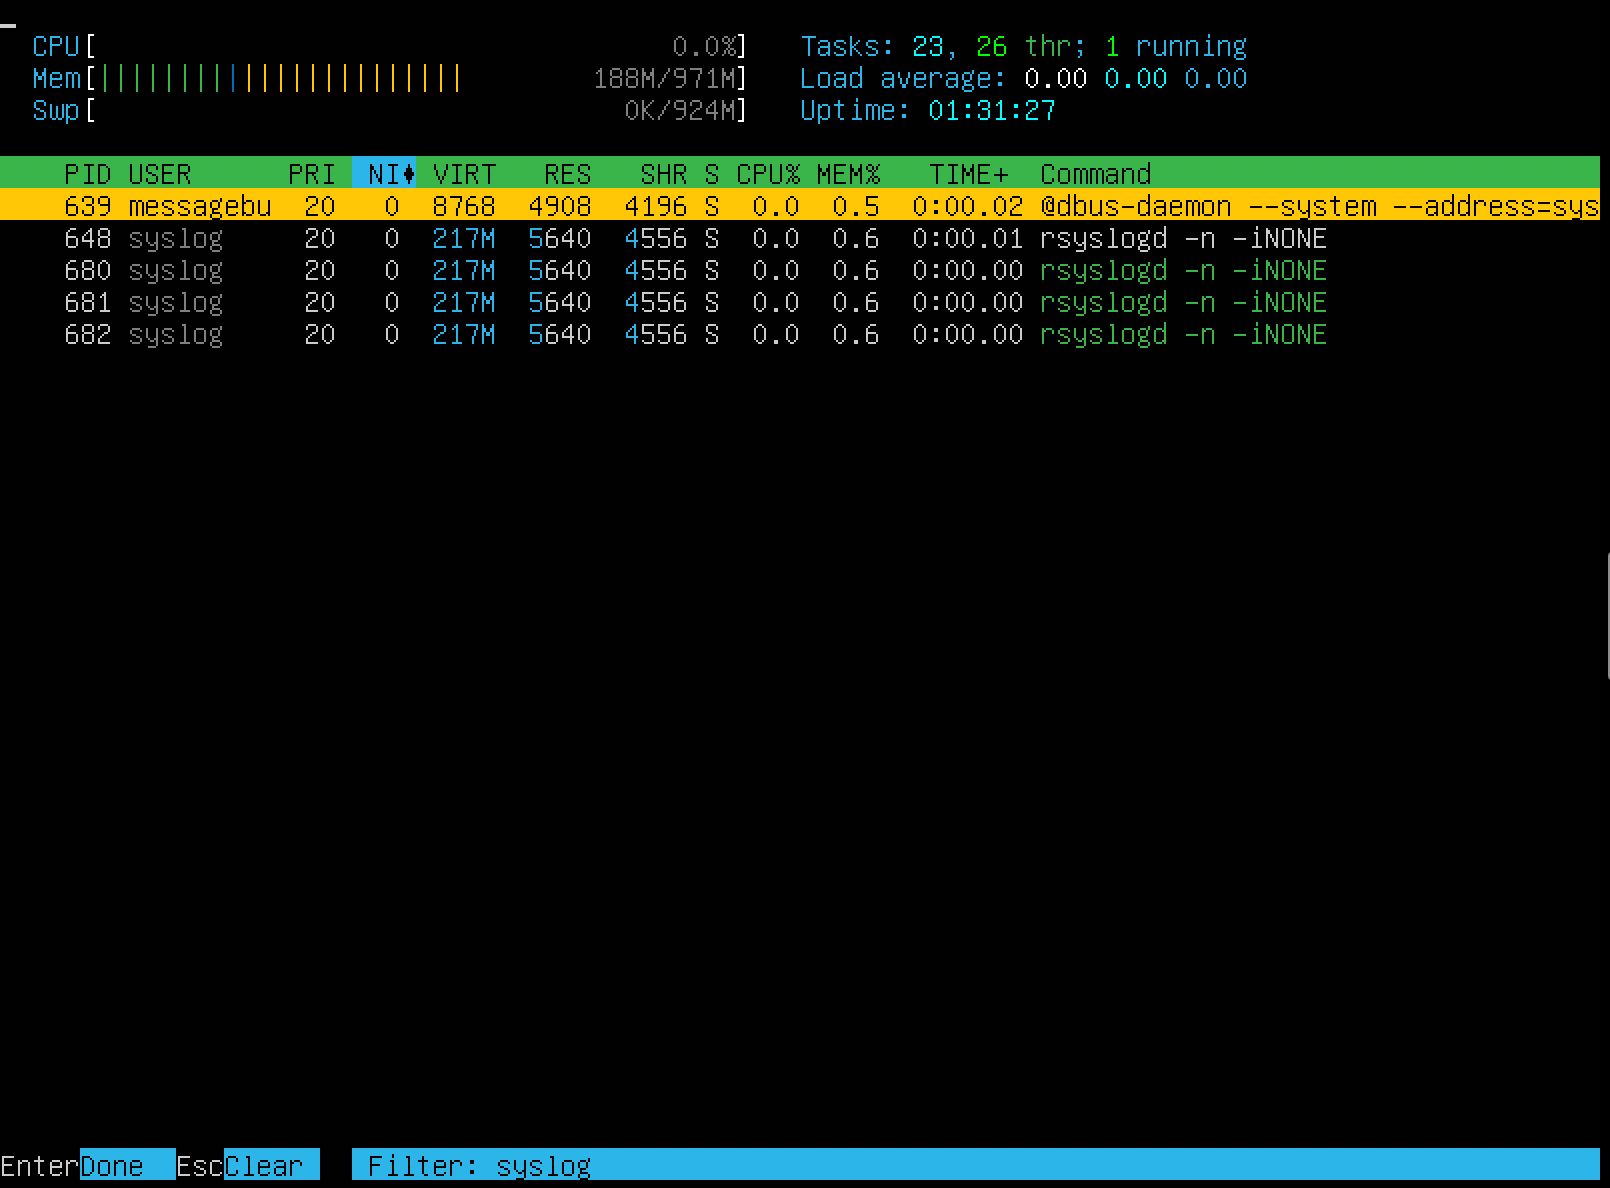 CPU[ 0.0%] Tasks: 23, 26 thr; 1 running
Mem[||||||||||||||||||||||| 188M/971M] Load average: 0.00 0.00 0.00
Swp[ 0K/924M] Uptime: 01:31:27
PID USER PRI NI VIRT RES SHR S CPU% MEM% TIME+ Command
639 messagebu 20 0 8768 4908 4196 S 0.0 0.5 0:00.02 @dbus-daemon --system --address=sys
648 syslog 20 0 217M 5640 4556 S 0.0 0.6 0:00.01 rsyslogd -n -iNONE
680 syslog 20 0 217M 5640 4556 S 0.0 0.6 0:00.00 rsyslogd -n -iNONE
681 syslog 20 0 217M 5640 4556 S 0.0 0.6 0:00.00 rsyslogd -n -iNONE
682 syslog 20 0 217M 5640 4556 S 0.0 0.6 0:00.00 rsyslogd -n -iNONE
EnterDone EscClear Filter: syslog